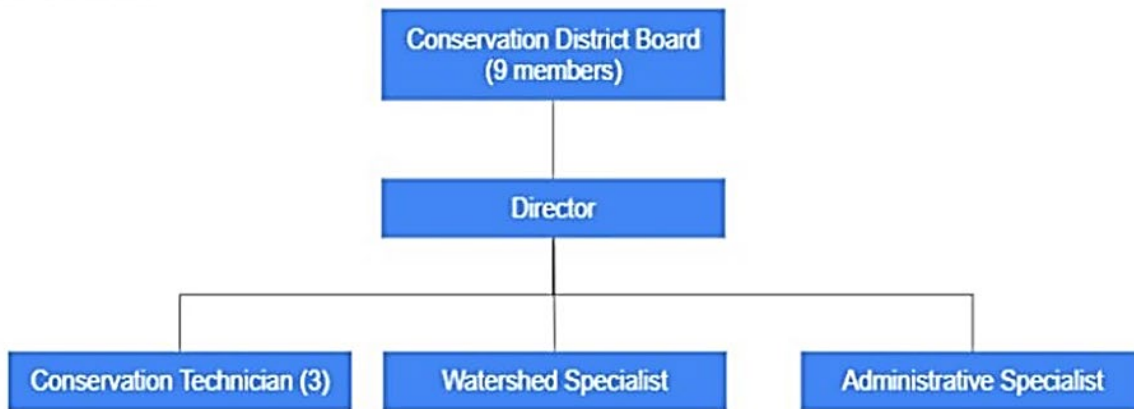 Conservation District Board
(9 members)
Director
Conservation Technician (3)
Watershed Specialist
Administrative Specialist